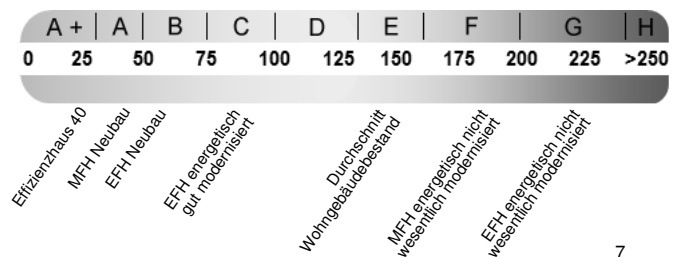 A+ | A | B | C | D | E | F | G | H
0 25 50 75 100 125 150 175 200 225 >250
Effizienzhaus 40
MFH Neubau
EFH Neubau
EFH energetisch
gut modernisiert
Durchschnitt
Wohngebäudebestand
MFH energetisch nicht
wesentlich modernisiert
EFH energetisch nicht
wesentlich modernisiert
7